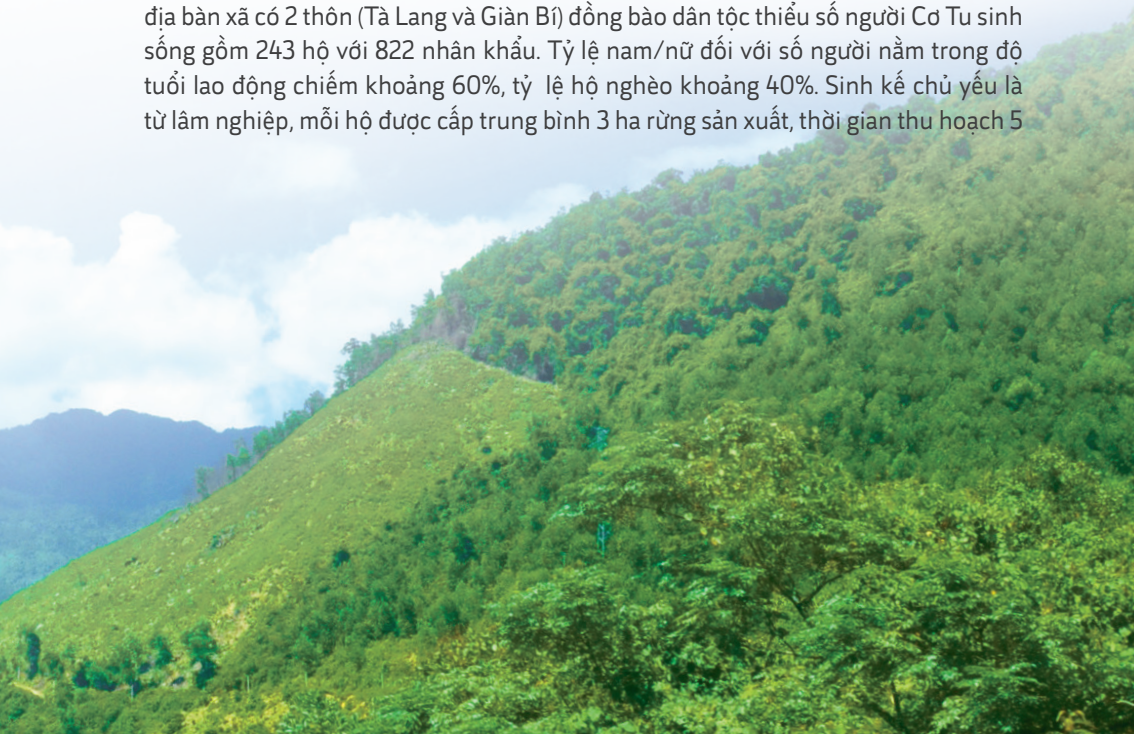 địa bàn xã có 2 thôn (Tà Lang và Giàn Bí) đồng bào dân tộc thiểu số người Cơ Tu sinh
sống gồm 243 hộ với 822 nhân khẩu. Tỷ lệ nam/nữ đối với số người nằm trong độ
tuổi lao động chiếm khoảng 60%, tỷ lệ hộ nghèo khoảng 40%. Sinh kế chủ yếu là
từ lâm nghiệp, mỗi hộ được cấp trung bình 3 ha rừng sản xuất, thời gian thu hoạch 5